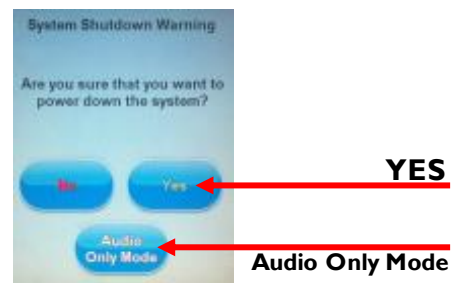 System Shutdown Warning
Are you sure that you want to
power down the system?
No
Yes
YES
Audio
Only Mode
Audio Only Mode